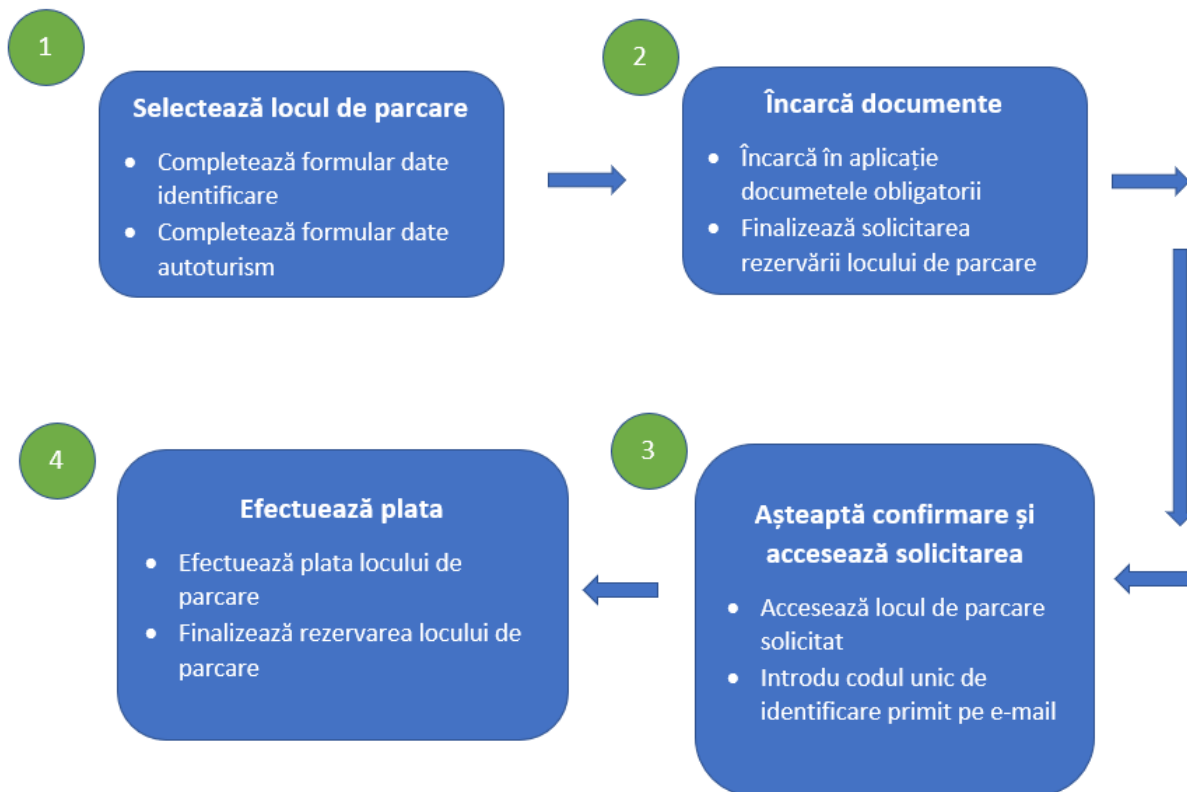 1
Selectează locul de parcare
• Completează formular date
identificare
• Completează formular date
autoturism
2
Încarcă documente
• Încarcă în aplicație
documetele obligatorii
• Finalizează solicitarea
rezervării locului de parcare
3
Așteaptă confirmare și
accesează solicitarea
• Accesează locul de parcare
solicitat
• Introdu codul unic de
identificare primit pe e-mail
4
Efectuează plata
• Efectuează plata locului de
parcare
• Finalizează rezervarea locului de
parcare